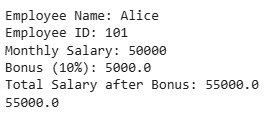 Employee Name: Alice
Employee ID: 101
Monthly Salary: 50000
Bonus (10%): 5000.0
Total Salary after Bonus: 55000.0
55000.0